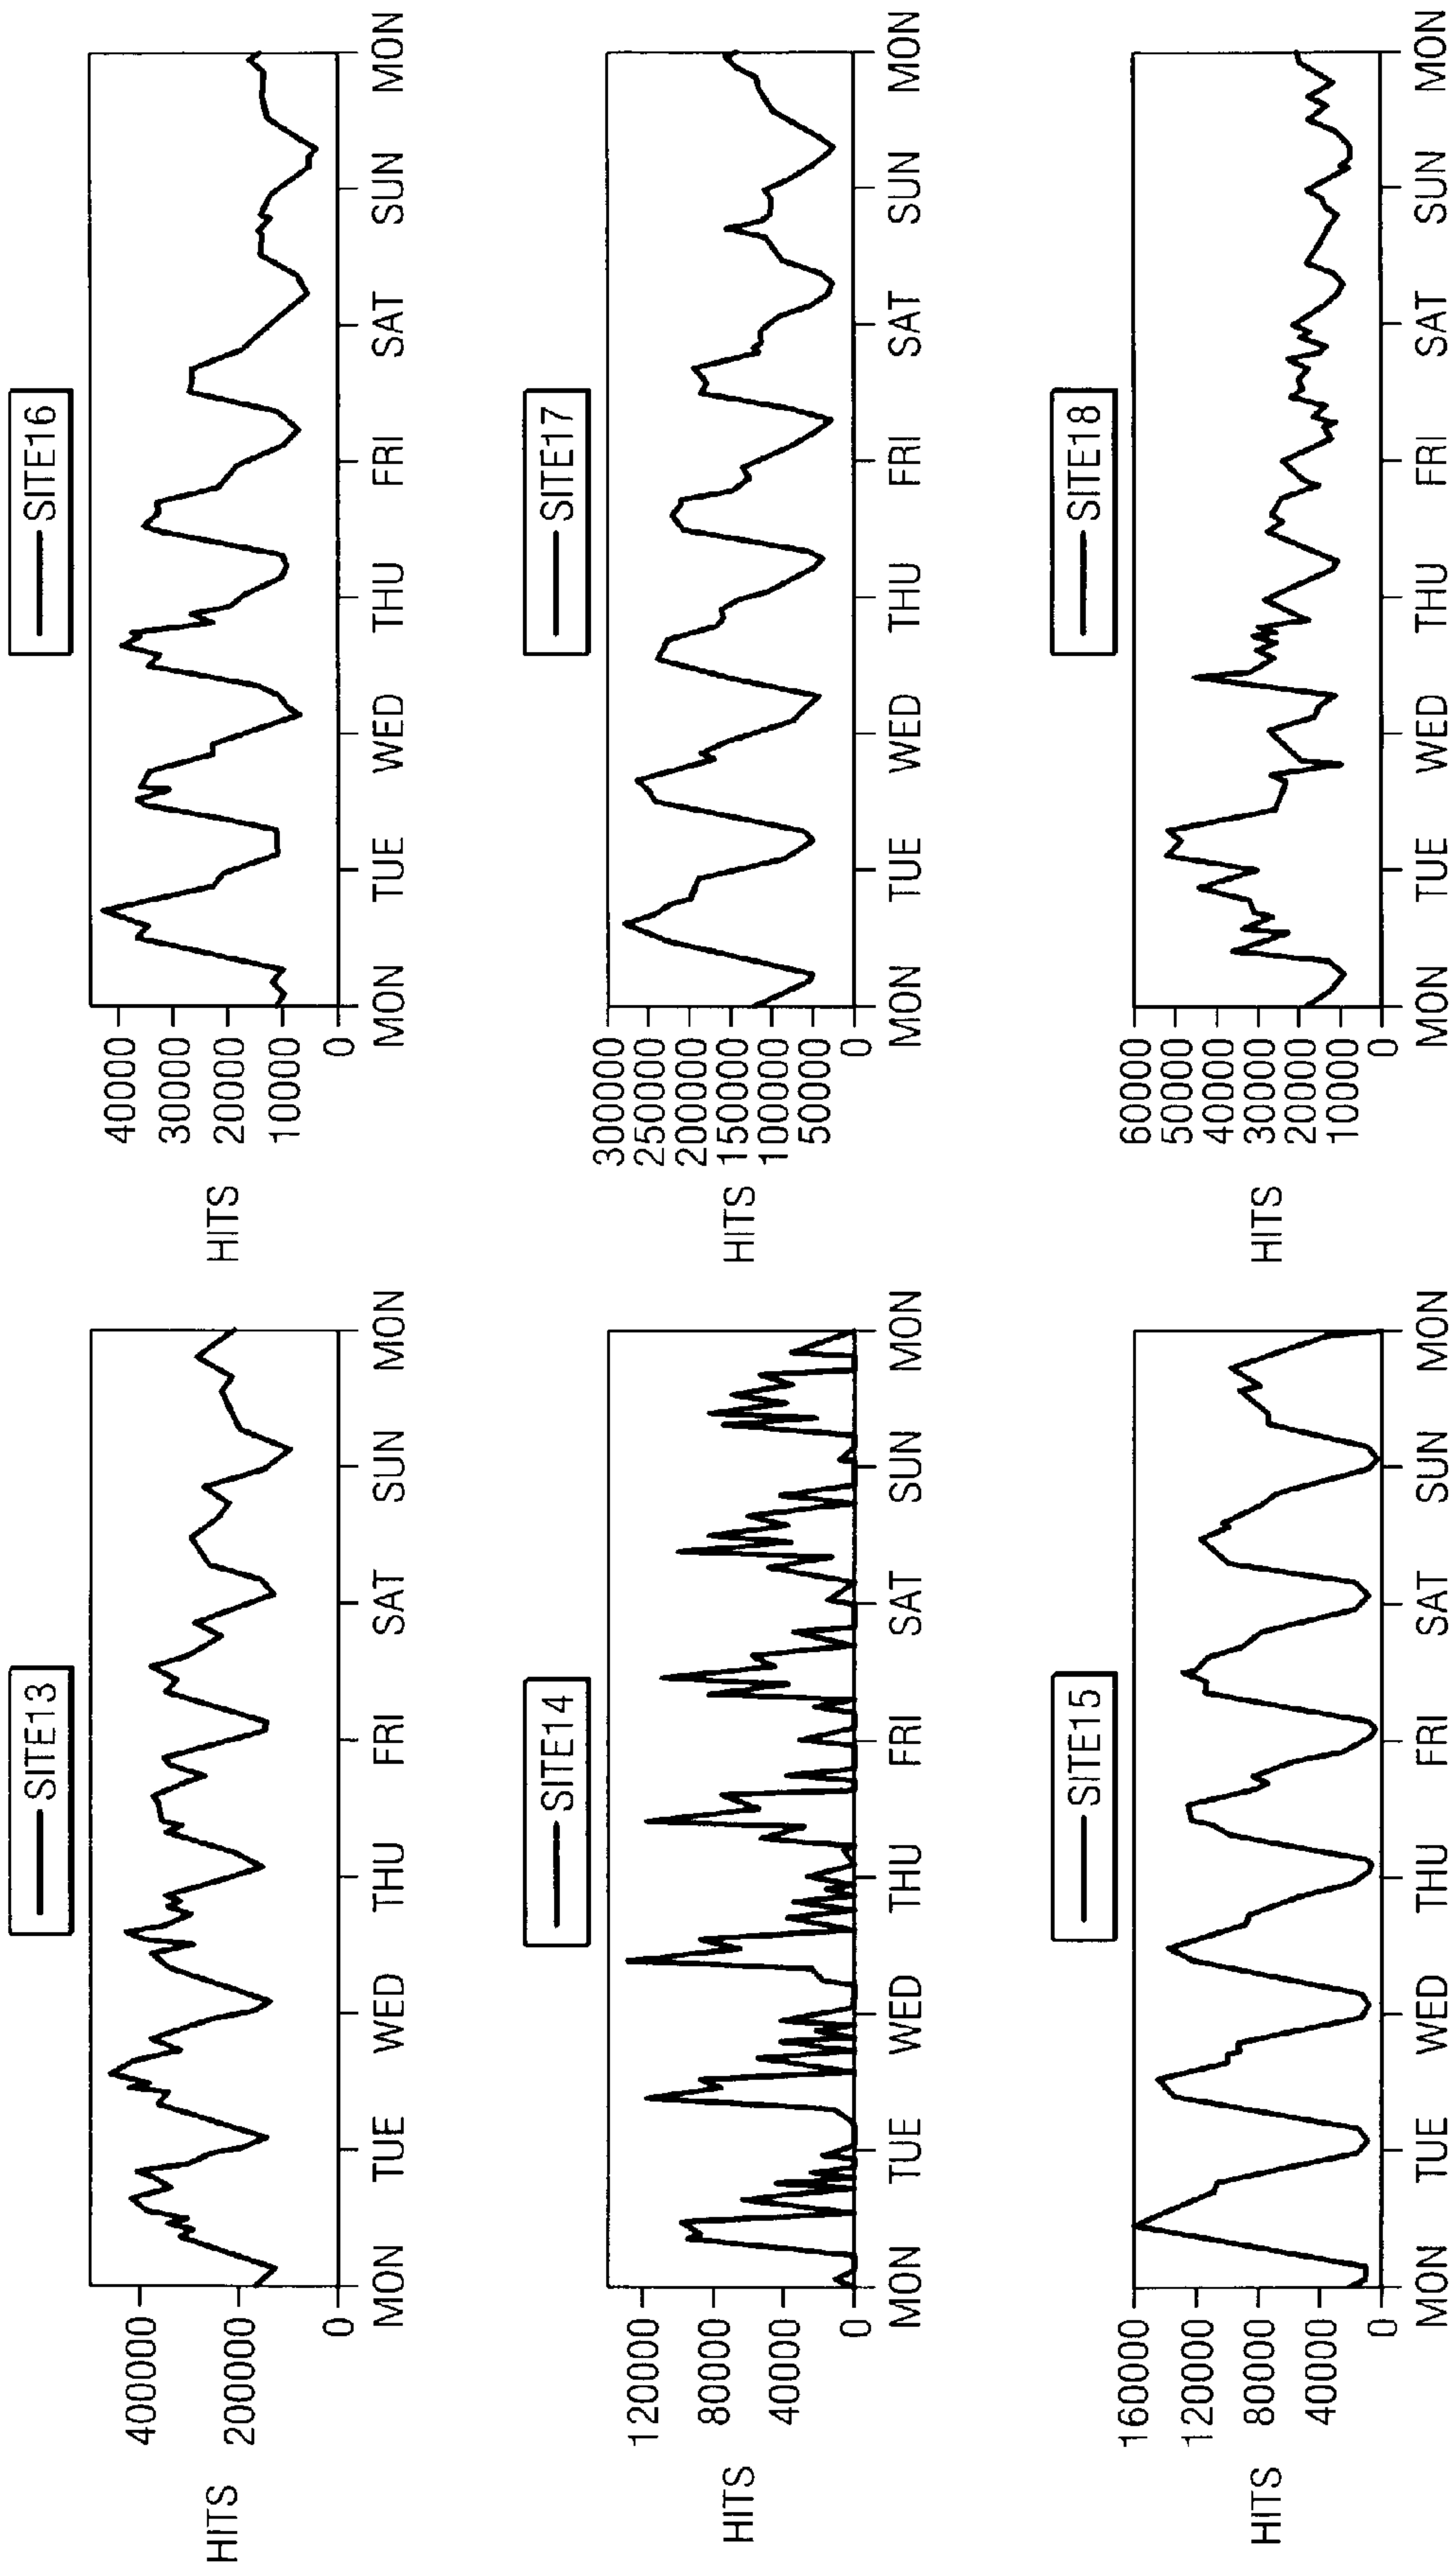 SITE13
HITS
400000
200000
0
MON TUE WED THU FRI SAT SUN MON
SITE16
HITS
40000
30000
20000
10000
0
MON TUE WED THU FRI SAT SUN MON
SITE14
HITS
120000
80000
40000
0
MON TUE WED THU FRI SAT SUN MON
SITE17
HITS
300000
250000
200000
150000
100000
50000
0
MON TUE WED THU FRI SAT SUN MON
SITE15
HITS
160000
120000
80000
40000
0
MON TUE WED THU FRI SAT SUN MON
SITE18
HITS
60000
50000
40000
30000
20000
10000
0
MON TUE WED THU FRI SAT SUN MON